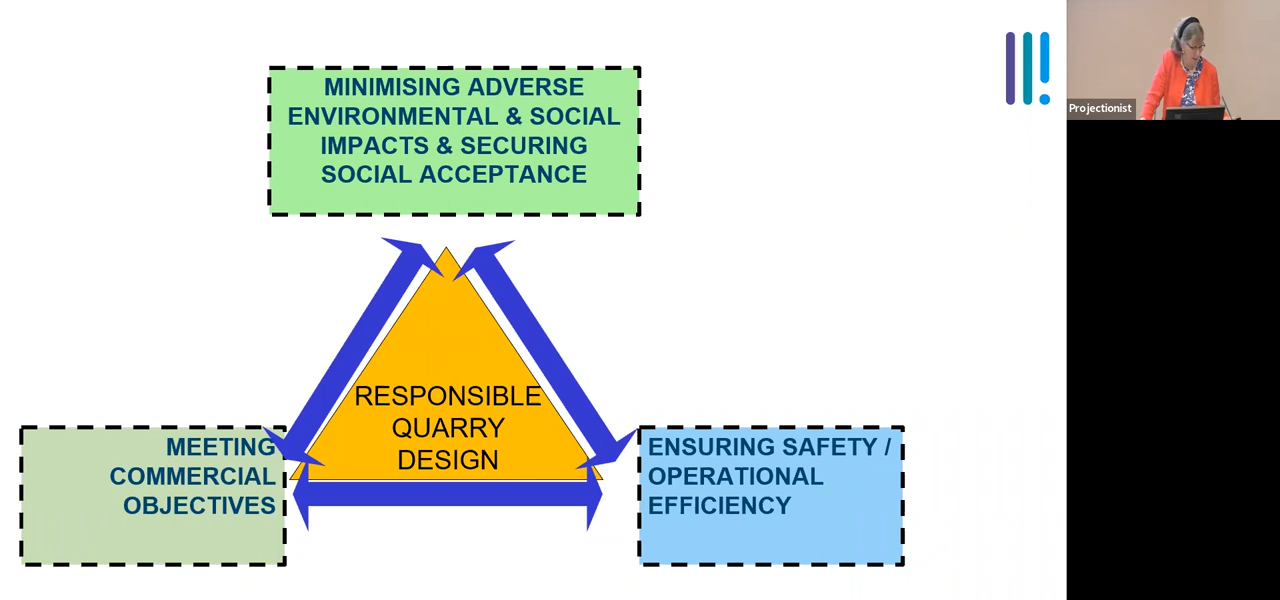 MINIMISING ADVERSE
ENVIRONMENTAL & SOCIAL
IMPACTS & SECURING
SOCIAL ACCEPTANCE
Projectionist
RESPONSIBLE
QUARRY
DESIGN
MEETING
COMMERCIAL
OBJECTIVES
ENSURING SAFETY /
OPERATIONAL
EFFICIENCY